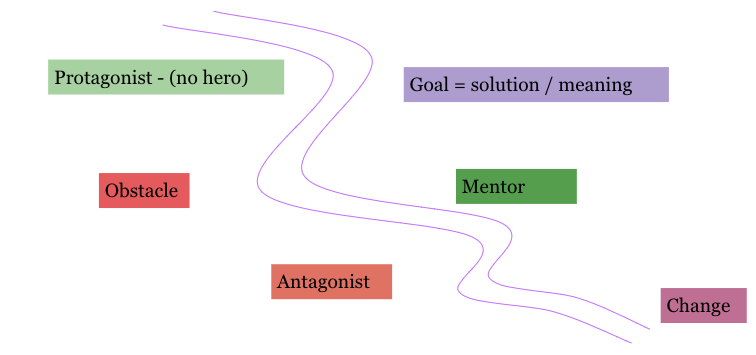 Protagonist - (no hero)
Goal = solution / meaning
Obstacle
Mentor
Antagonist
Change